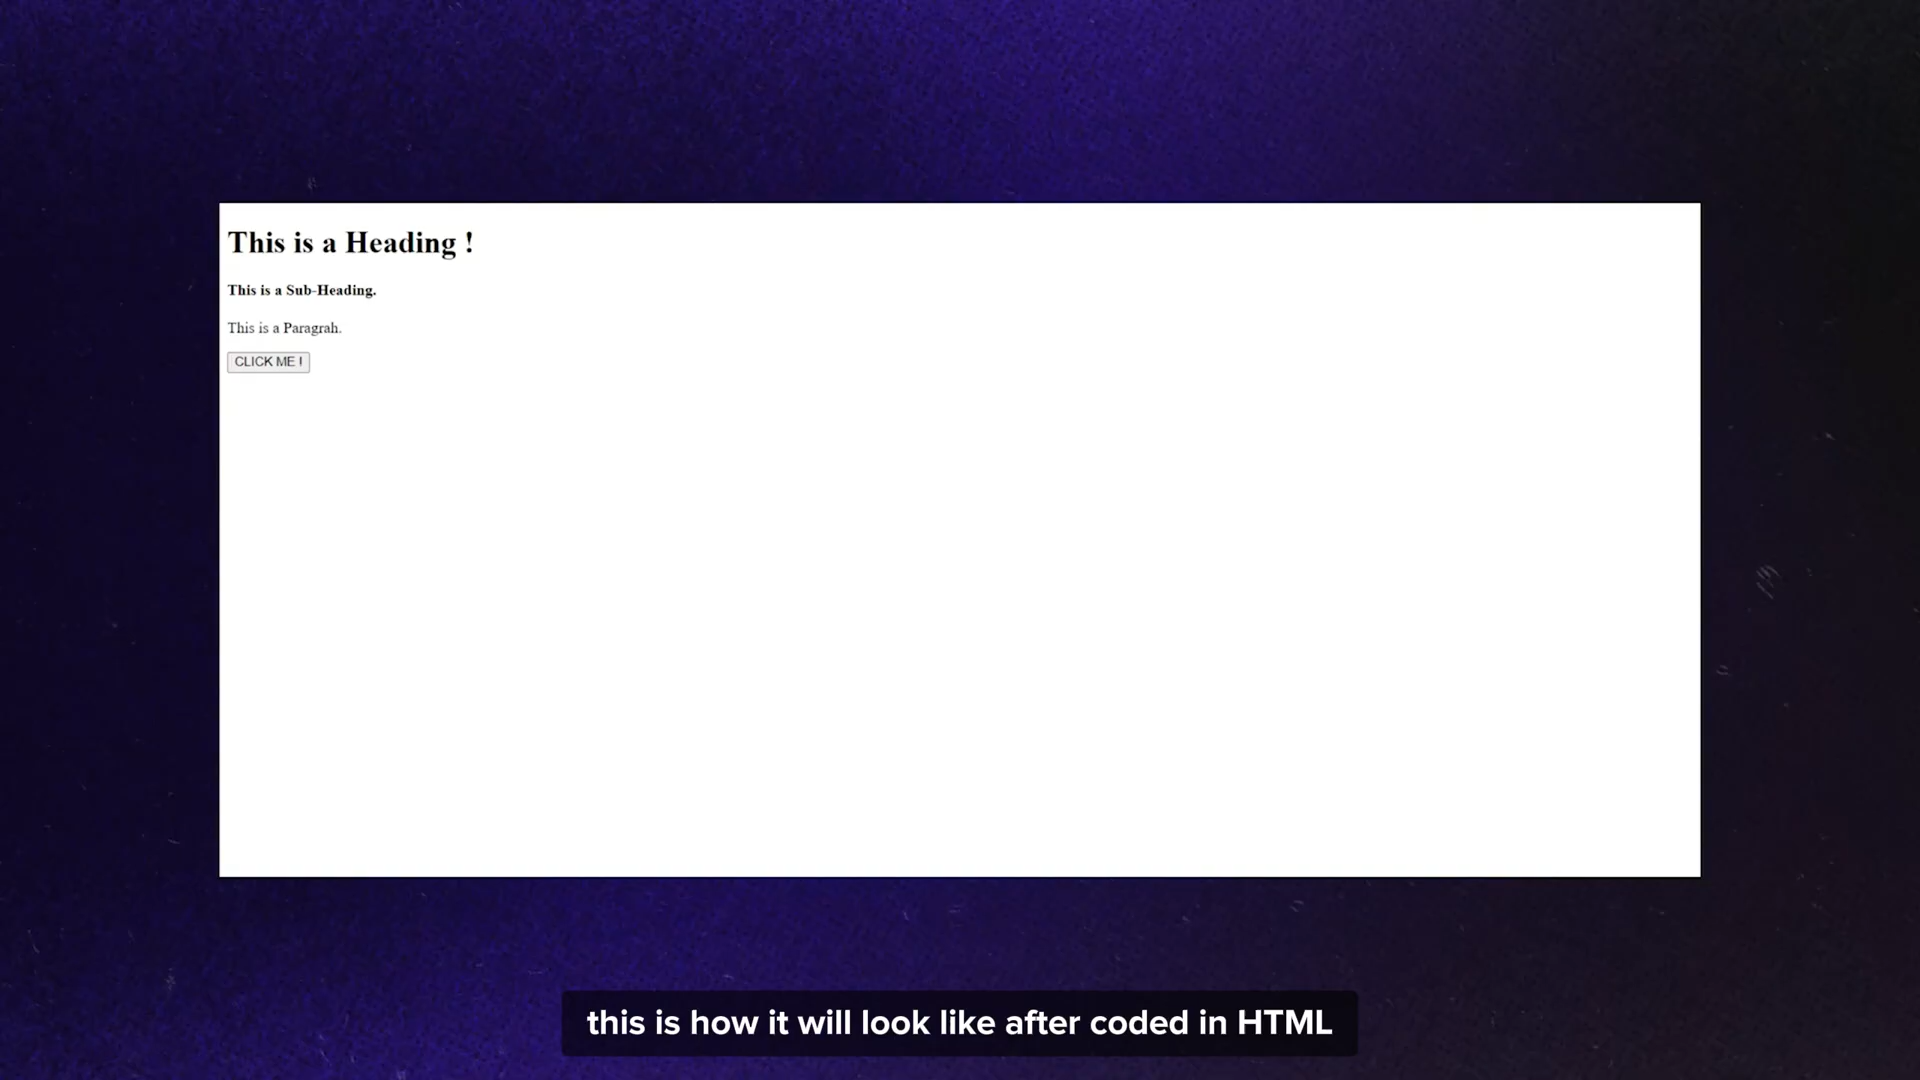 This is a Heading !
This is a Sub-Heading.
This is a Paragrah.
CLICK ME !
this is how it will look like after coded in HTML